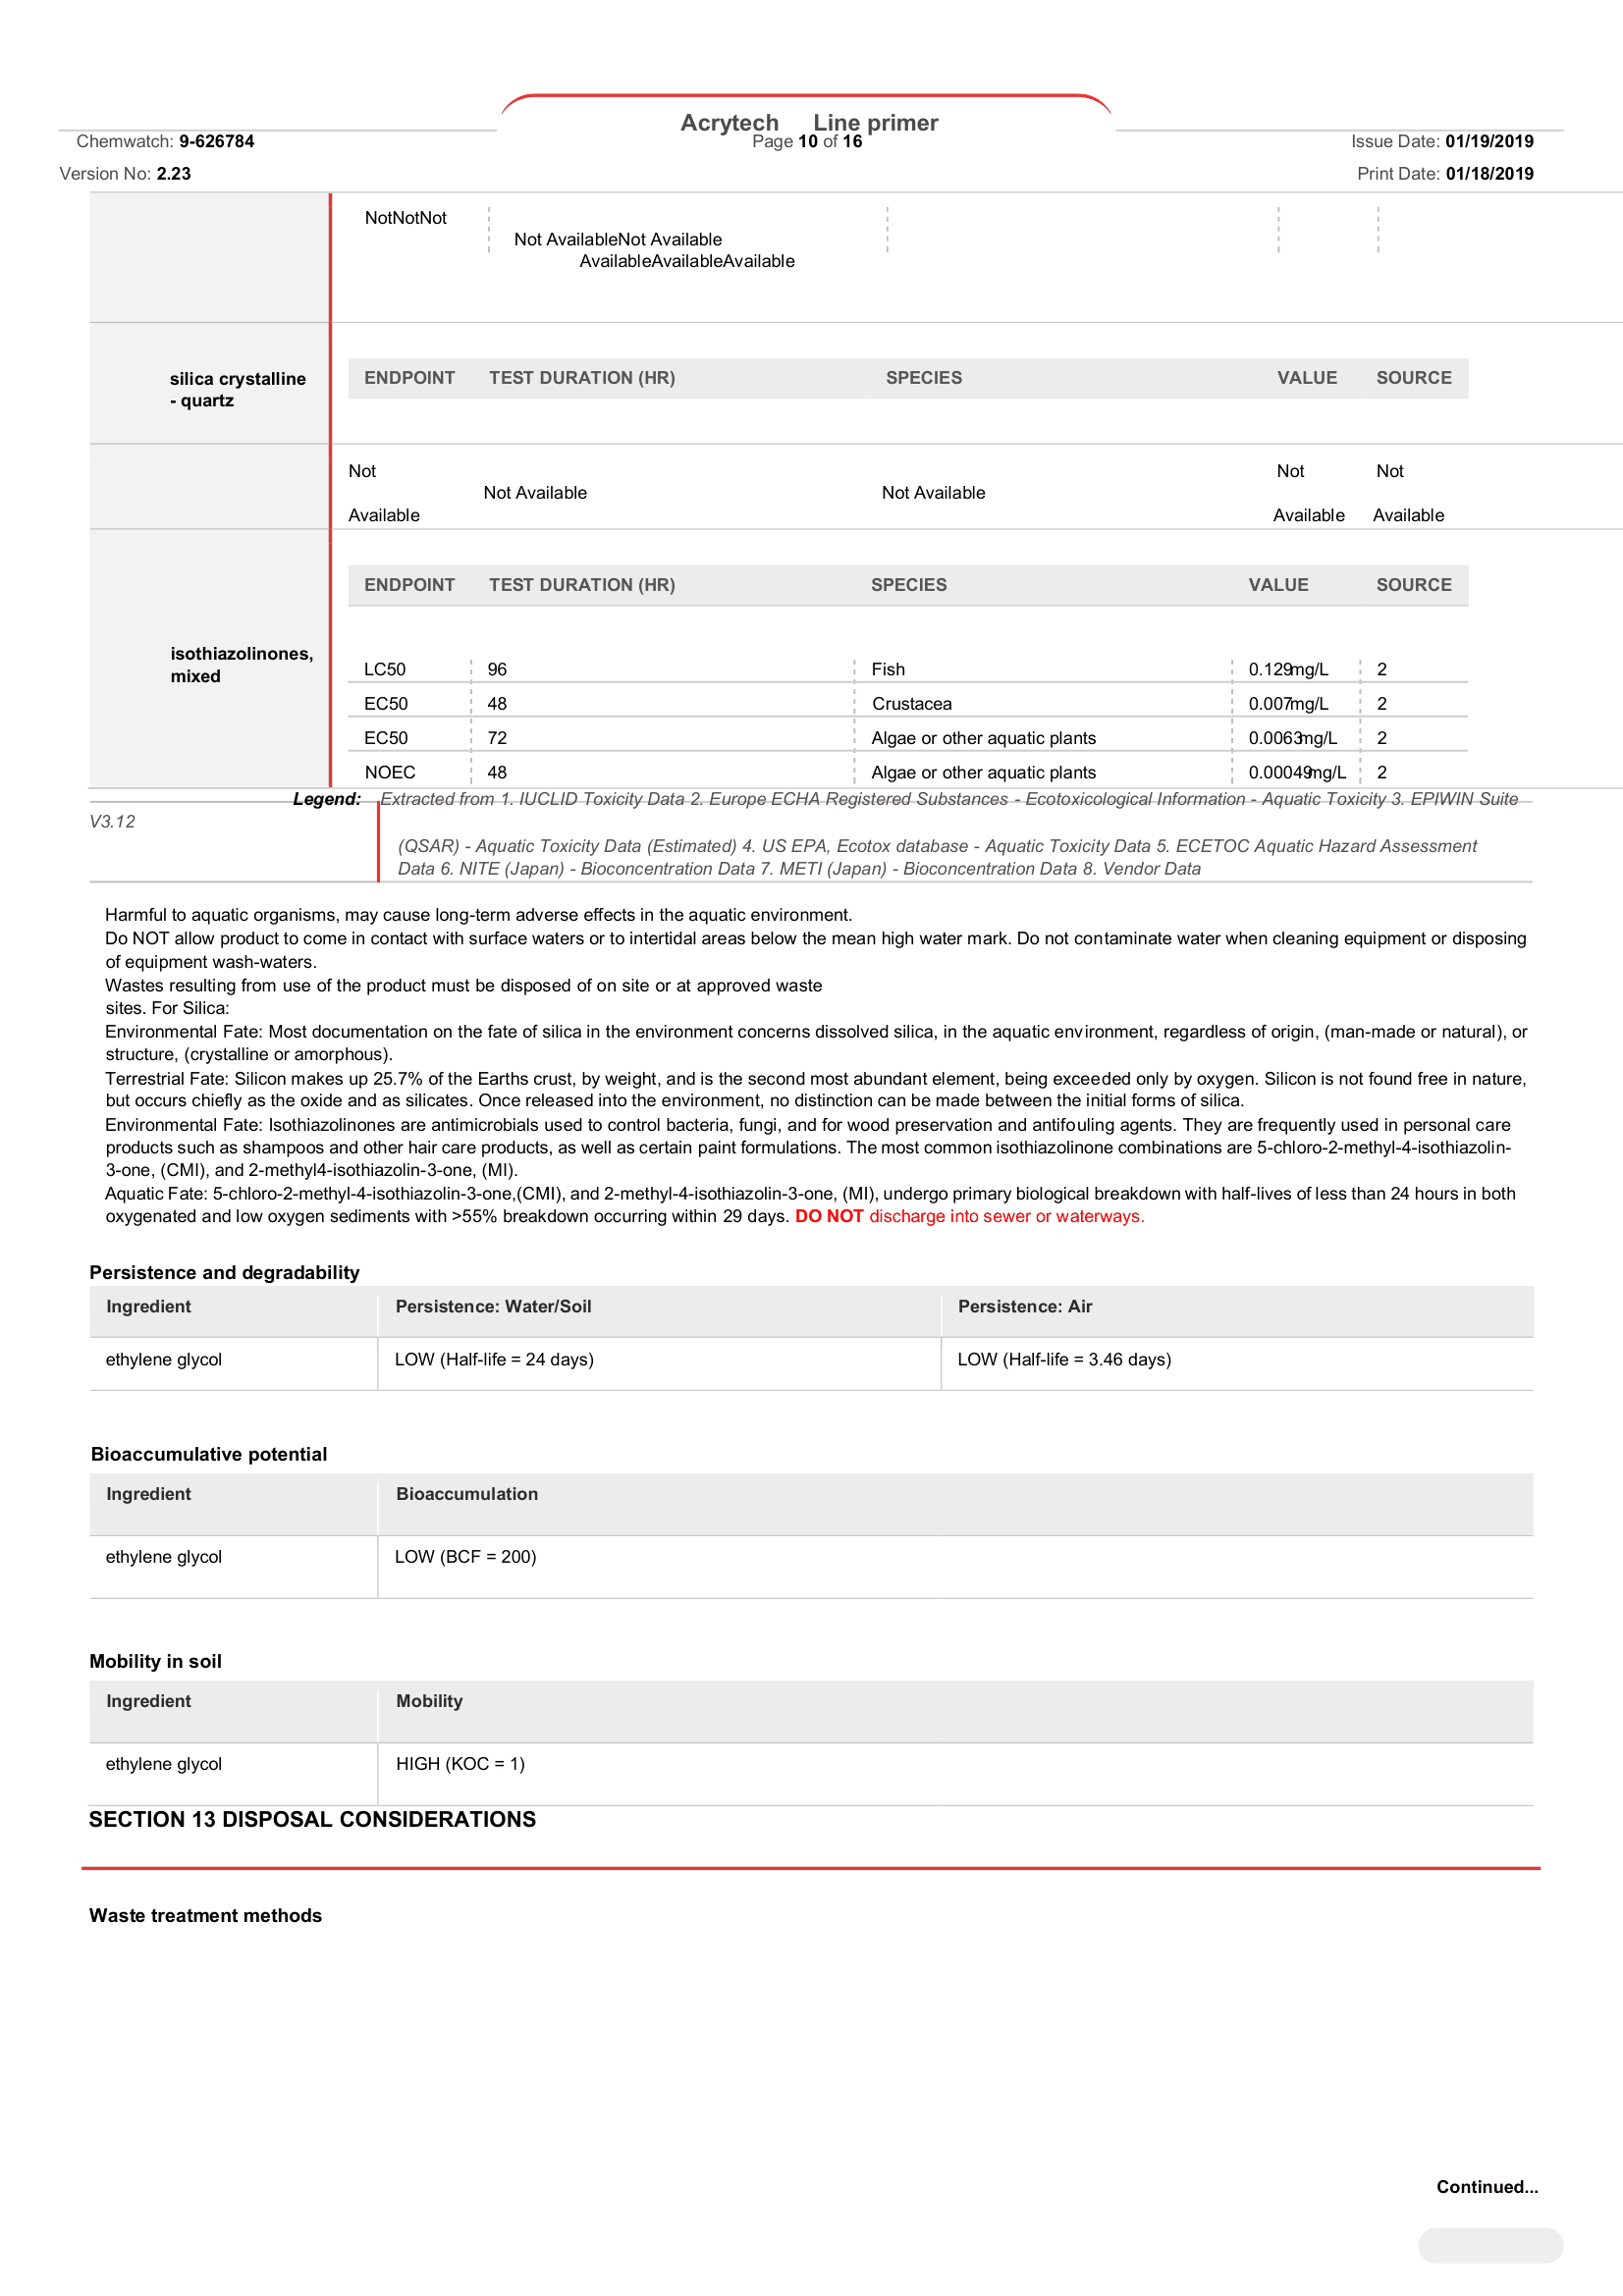 Acrytech Line primer
Chemwatch: 9-626784 Page 10 of 16 Issue Date: 01/19/2019
Version No: 2.23 Print Date: 01/18/2019
NotNotNot
Not AvailableNot Available
AvailableAvailableAvailable
silica crystalline
- quartz
ENDPOINT TEST DURATION (HR) SPECIES VALUE SOURCE
Not Not Not
Not Available Not Available
Available Available Available
ENDPOINT TEST DURATION (HR) SPECIES VALUE SOURCE
isothiazolinones,
mixed
LC50 96 Fish 0.129mg/L 2
EC50 48 Crustacea 0.007mg/L 2
EC50 72 Algae or other aquatic plants 0.0063mg/L 2
NOEC 48 Algae or other aquatic plants 0.00049mg/L 2
Legend: Extracted from 1. IUCLID Toxicity Data 2. Europe ECHA Registered Substances - Ecotoxicological Information - Aquatic Toxicity 3. EPIWIN Suite
V3.12
(QSAR) - Aquatic Toxicity Data (Estimated) 4. US EPA, Ecotox database - Aquatic Toxicity Data 5. ECETOC Aquatic Hazard Assessment
Data 6. NITE (Japan) - Bioconcentration Data 7. METI (Japan) - Bioconcentration Data 8. Vendor Data
Harmful to aquatic organisms, may cause long-term adverse effects in the aquatic environment.
Do NOT allow product to come in contact with surface waters or to intertidal areas below the mean high water mark. Do not contaminate water when cleaning equipment or disposing
of equipment wash-waters.
Wastes resulting from use of the product must be disposed of on site or at approved waste
sites. For Silica:
Environmental Fate: Most documentation on the fate of silica in the environment concerns dissolved silica, in the aquatic environment, regardless of origin, (man-made or natural), or
structure, (crystalline or amorphous).
Terrestrial Fate: Silicon makes up 25.7% of the Earths crust, by weight, and is the second most abundant element, being exceeded only by oxygen. Silicon is not found free in nature,
but occurs chiefly as the oxide and as silicates. Once released into the environment, no distinction can be made between the initial forms of silica.
Environmental Fate: Isothiazolinones are antimicrobials used to control bacteria, fungi, and for wood preservation and antifouling agents. They are frequently used in personal care
products such as shampoos and other hair care products, as well as certain paint formulations. The most common isothiazolinone combinations are 5-chloro-2-methyl-4-isothiazolin-
3-one, (CMI), and 2-methyl4-isothiazolin-3-one, (MI).
Aquatic Fate: 5-chloro-2-methyl-4-isothiazolin-3-one,(CMI), and 2-methyl-4-isothiazolin-3-one, (MI), undergo primary biological breakdown with half-lives of less than 24 hours in both
oxygenated and low oxygen sediments with >55% breakdown occurring within 29 days. DO NOT discharge into sewer or waterways.
Persistence and degradability
Ingredient Persistence: Water/Soil Persistence: Air
ethylene glycol LOW (Half-life = 24 days) LOW (Half-life = 3.46 days)
Bioaccumulative potential
Ingredient Bioaccumulation
ethylene glycol LOW (BCF = 200)
Mobility in soil
Ingredient Mobility
ethylene glycol HIGH (KOC = 1)
SECTION 13 DISPOSAL CONSIDERATIONS
Waste treatment methods
Continued...